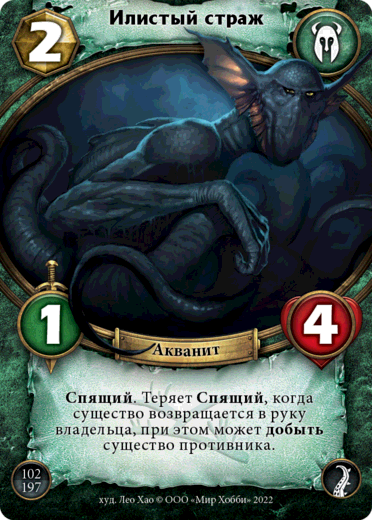 Илистый страж
2
1
4
Акванит
Спящий. Теряет Спящий, когда
существо возвращается в руку
владельца, при этом может добыть
существо противника.
102
197
худ. Лео Хао © ООО «Мир Хобби» 2022